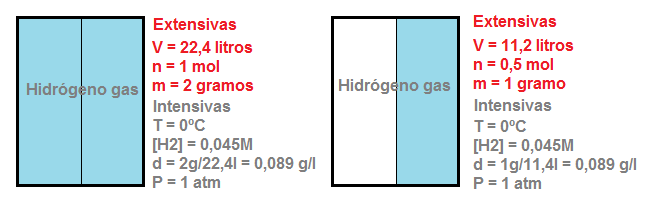 Hidrógeno gas
Extensivas
V = 22,4 litros
n = 1 mol
m = 2 gramos
Intensivas
T = 0ºC
[H2] = 0,045M
d = 2g/22,4l = 0,089 g/l
P = 1 atm
Hidrógeno gas
Extensivas
V = 11,2 litros
n = 0,5 mol
m = 1 gramo
Intensivas
T = 0ºC
[H2] = 0,045M
d = 1g/11,4l = 0,089 g/l
P = 1 atm